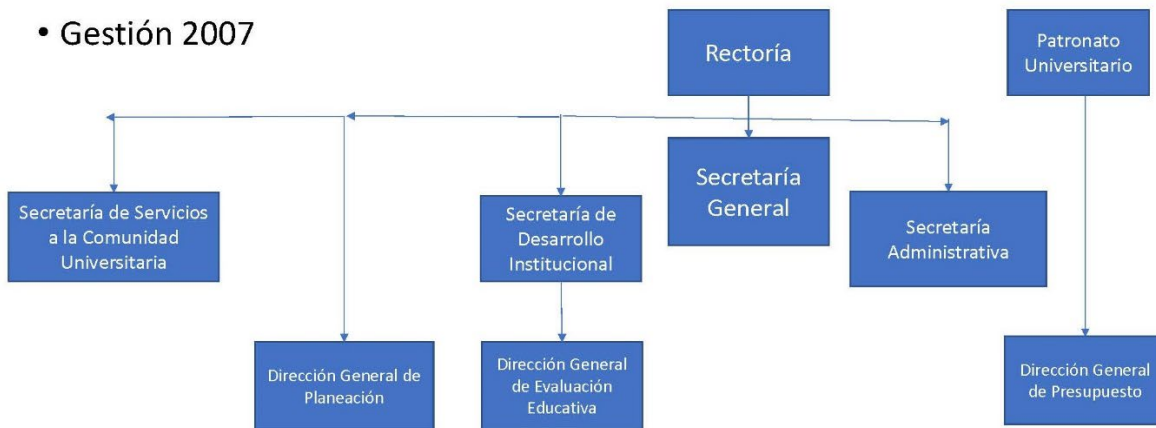 • Gestión 2007
Rectoría
Patronato
Universitario
Secretaría
General
Secretaría de Servicios
a la Comunidad
Universitaria
Secretaría de
Desarrollo
Institucional
Secretaría
Administrativa
Dirección General de
Planeación
Dirección General
de Evaluación
Educativa
Dirección General
de Presupuesto